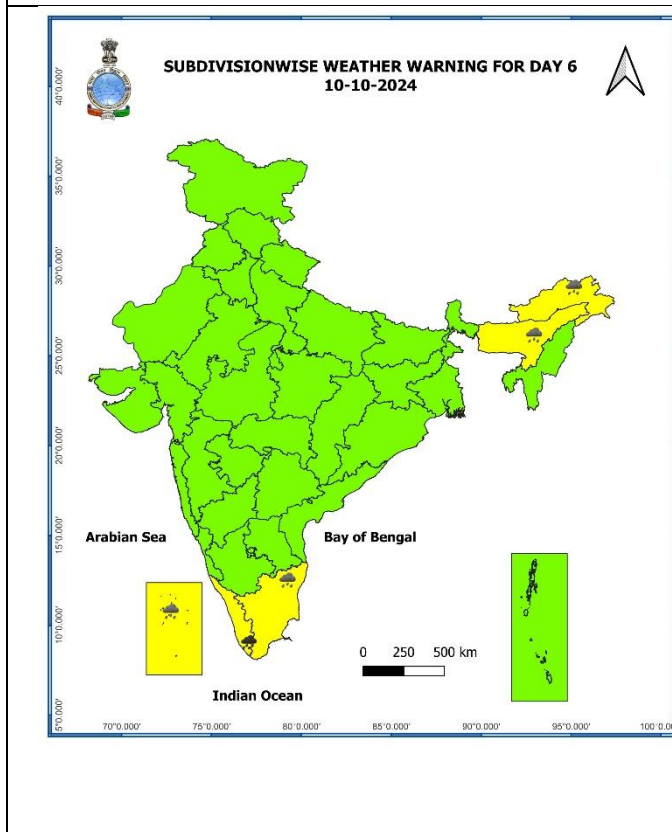 SUBDIVISIONWISE WEATHER WARNING FOR DAY 6
10-10-2024
40°0.000'
35°0.000'
30°0.000'
25°0.000'
20°0.000'
15°0.000'
10°0.000'
5°0.000'
Arabian Sea
Bay of Bengal
0 250 500 km
Indian Ocean
70°0.000' 75°0.000' 80°0.000' 85°0.000' 90°0.000' 95°0.000' 100°0.0